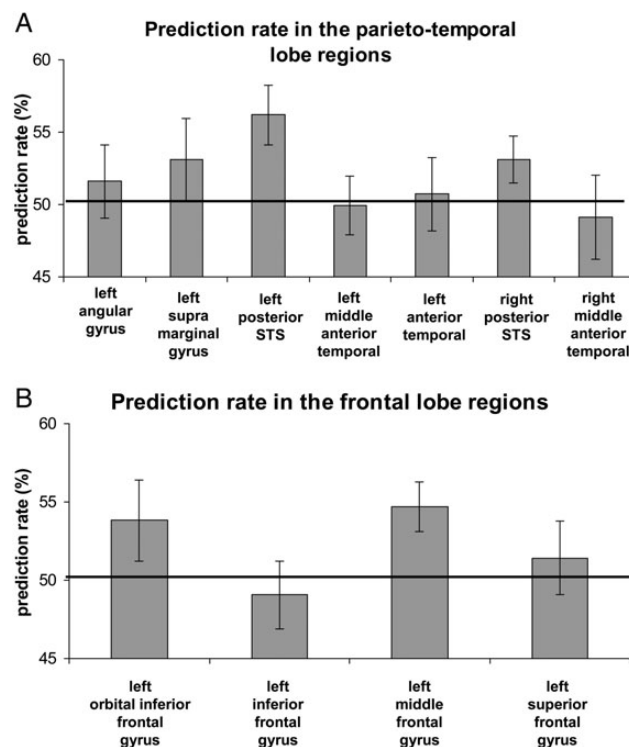 A
Prediction rate in the parieto-temporal
lobe regions
prediction rate (%)
60
55
50
45
left
angular
gyrus
left
supra
marginal
gyrus
left
posterior
STS
left
middle
anterior
temporal
left
anterior
temporal
right
posterior
STS
right
middle
anterior
temporal
B
Prediction rate in the frontal lobe regions
prediction rate (%)
60
55
50
45
left
orbital inferior
frontal
gyrus
left
inferior
frontal
gyrus
left
middle
frontal
gyrus
left
superior
frontal
gyrus